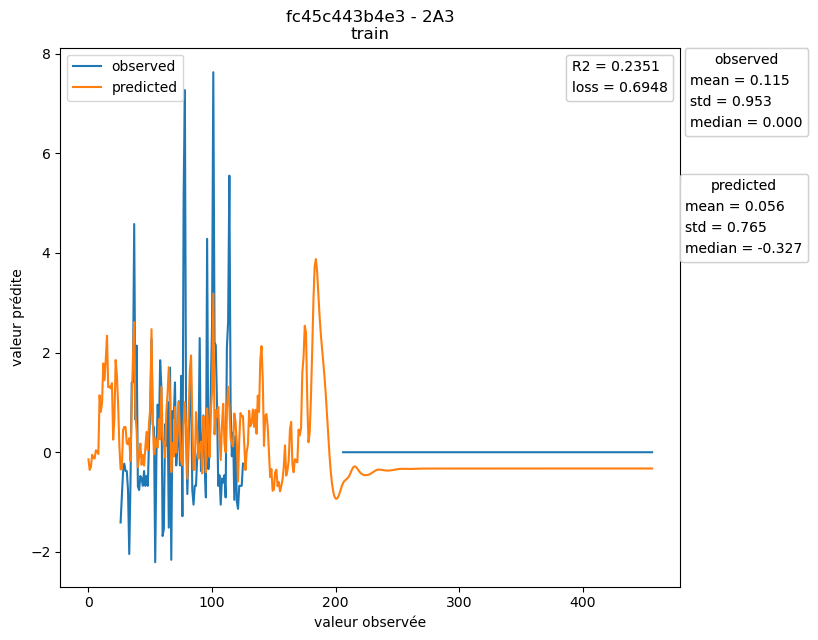 fc45c443b4e3 - 2A3
train
observed
predicted
R2 = 0.2351
loss = 0.6948
observed
mean = 0.115
std = 0.953
median = 0.000
predicted
mean = 0.056
std = 0.765
median = -0.327
8
6
4
2
0
−2
valeur prédite
0
100
200
300
400
valeur observée